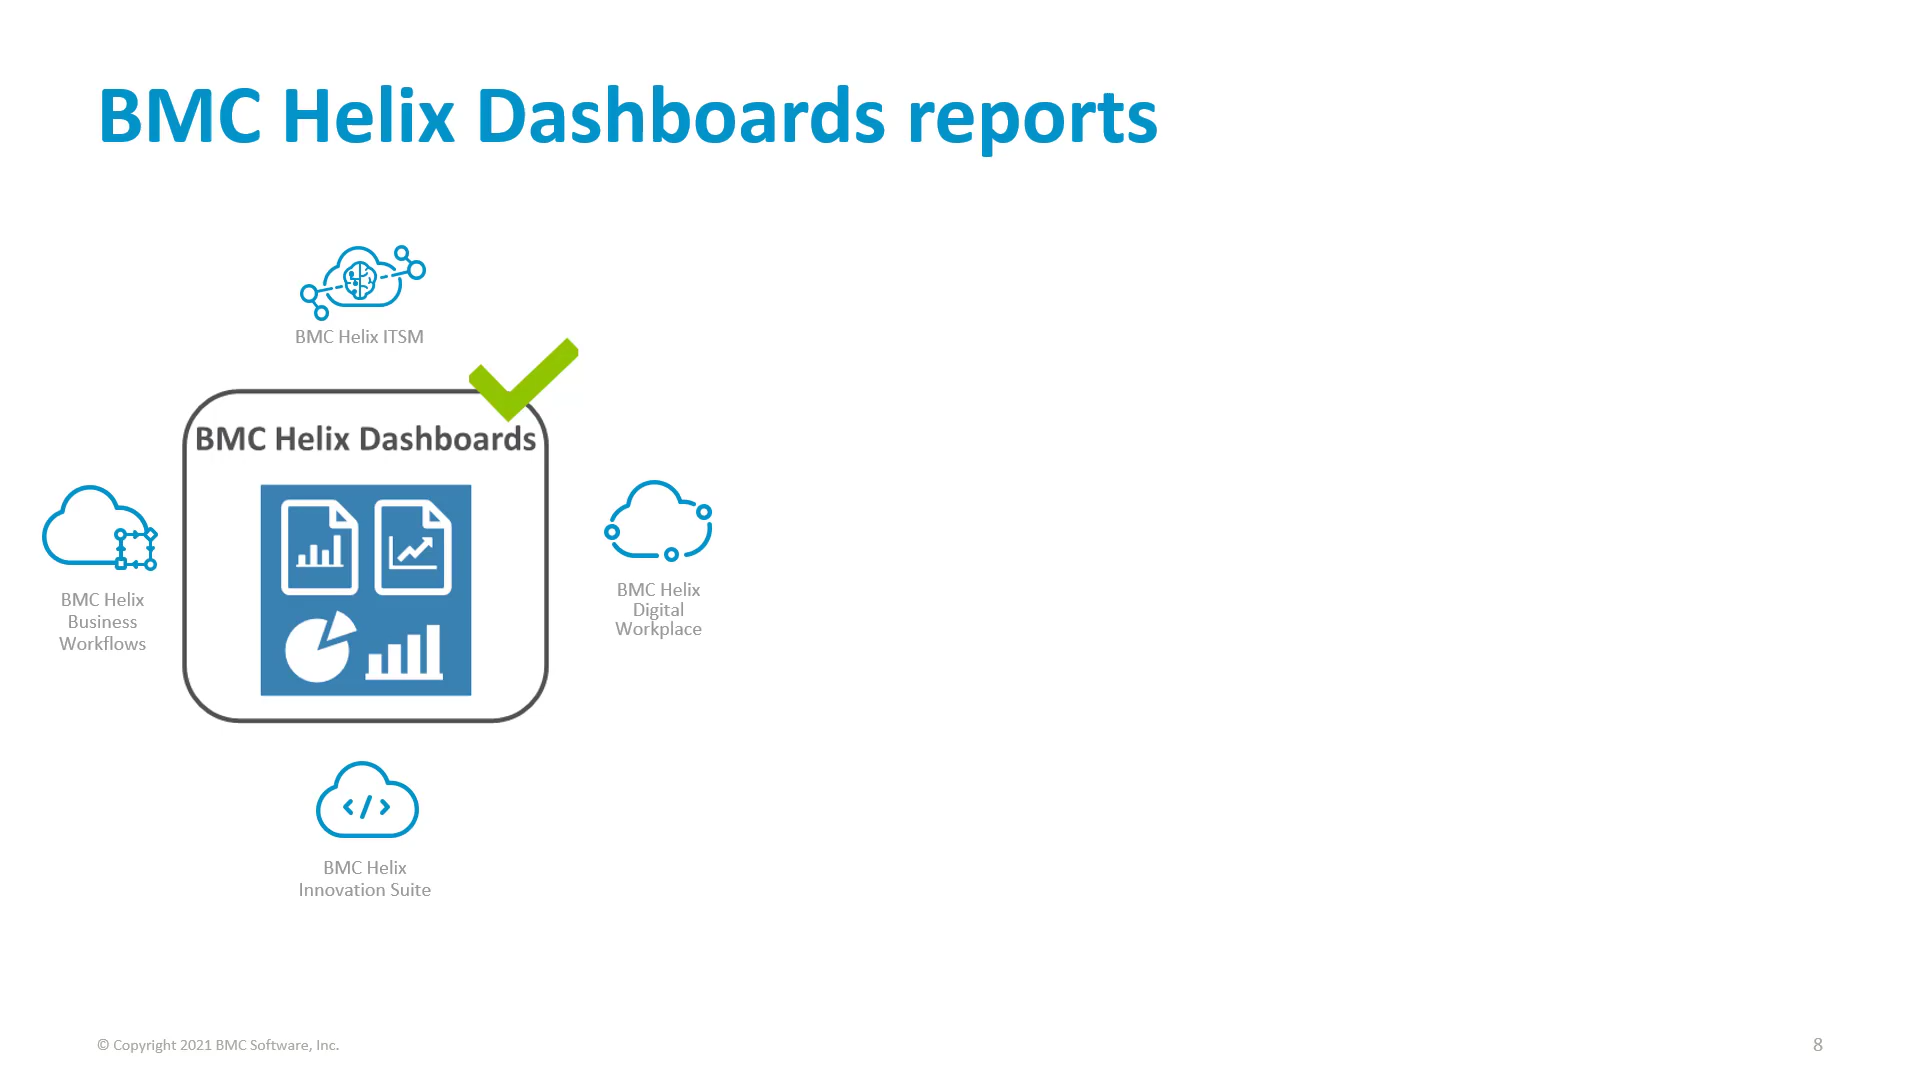 BMC Helix Dashboards reports
BMC Helix ITSM
BMC Helix Dashboards
BMC Helix
Business
Workflows
BMC Helix
Digital
Workplace
BMC Helix
Innovation Suite
© Copyright 2021 BMC Software, Inc.
8